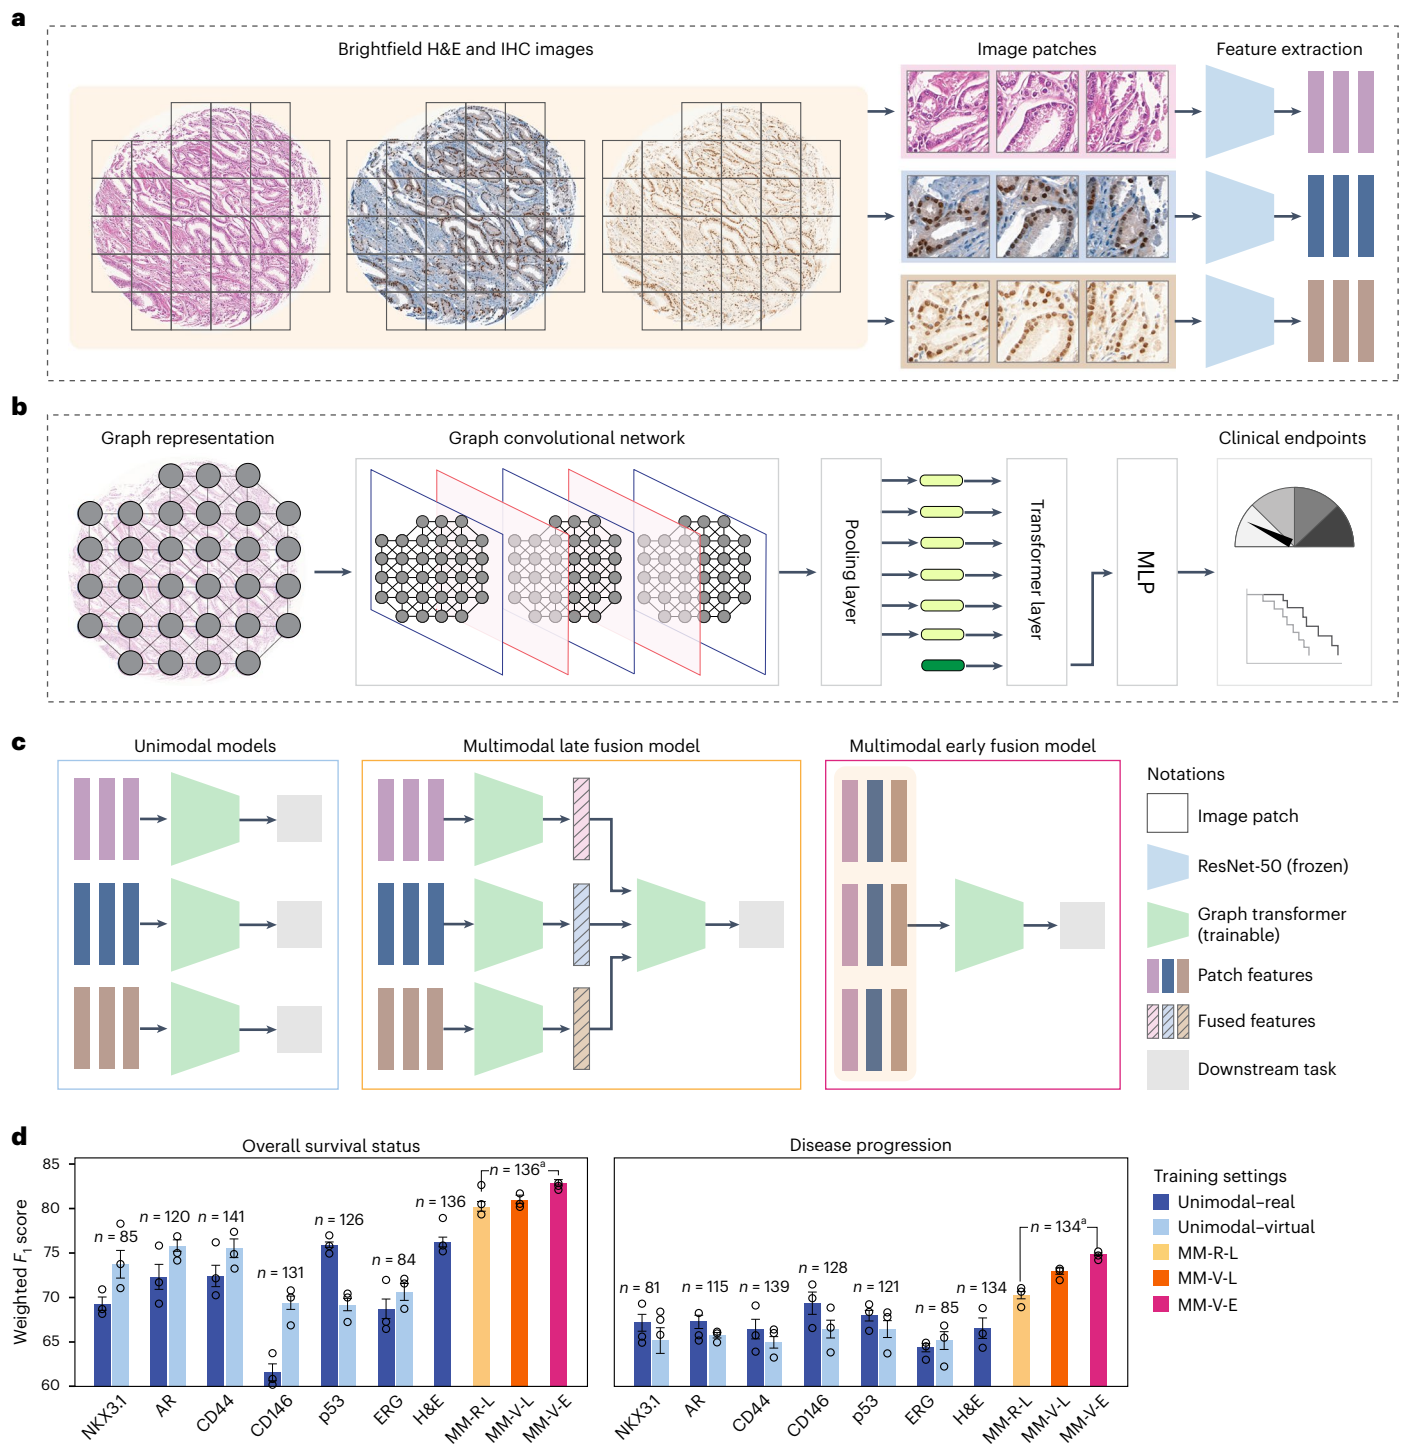 a
Brightfield H&E and IHC images
Image patches
Feature extraction
b
Graph representation
Graph convolutional network
Clinical endpoints
Pooling layer
Transformer layer
MLP
c
Unimodal models
Multimodal late fusion model
Multimodal early fusion model
Notations
Image patch
ResNet-50 (frozen)
Graph transformer
(trainable)
Patch features
Fused features
Downstream task
d
Overall survival status
Disease progression
Weighted F1 score
85
80
75
70
65
60
n = 85
n = 120
n = 141
n = 131
n = 126
n = 84
n = 136
n = 136a
NKX3.1
AR
CD44
CD146
p53
ERG
H&E
MM-R-L
MM-V-L
MM-V-E
n = 81
n = 115
n = 139
n = 128
n = 121
n = 85
n = 134
n = 134a
NKX3.1
AR
CD44
CD146
p53
ERG
H&E
MM-R-L
MM-V-L
MM-V-E
Training settings
Unimodal–real
Unimodal–virtual
MM-R-L
MM-V-L
MM-V-E